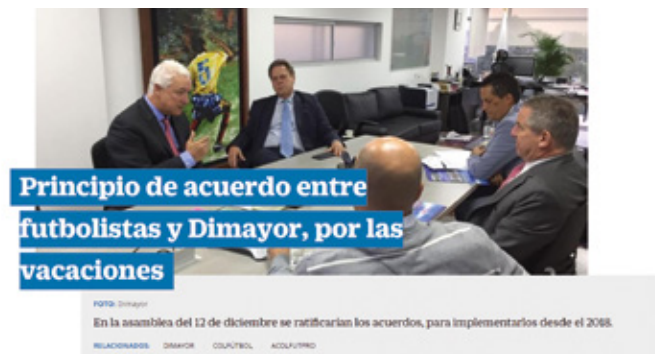 Principio de acuerdo entre
futbolistas y Dimayor, por las
vacaciones
FOTO: Dimayor
En la asamblea del 12 de diciembre se ratificarían los acuerdos, para implementarlos desde el 2018.
RELACIONADOS: DIMAYOR COLFÚTBOL ACOLFUTPRO